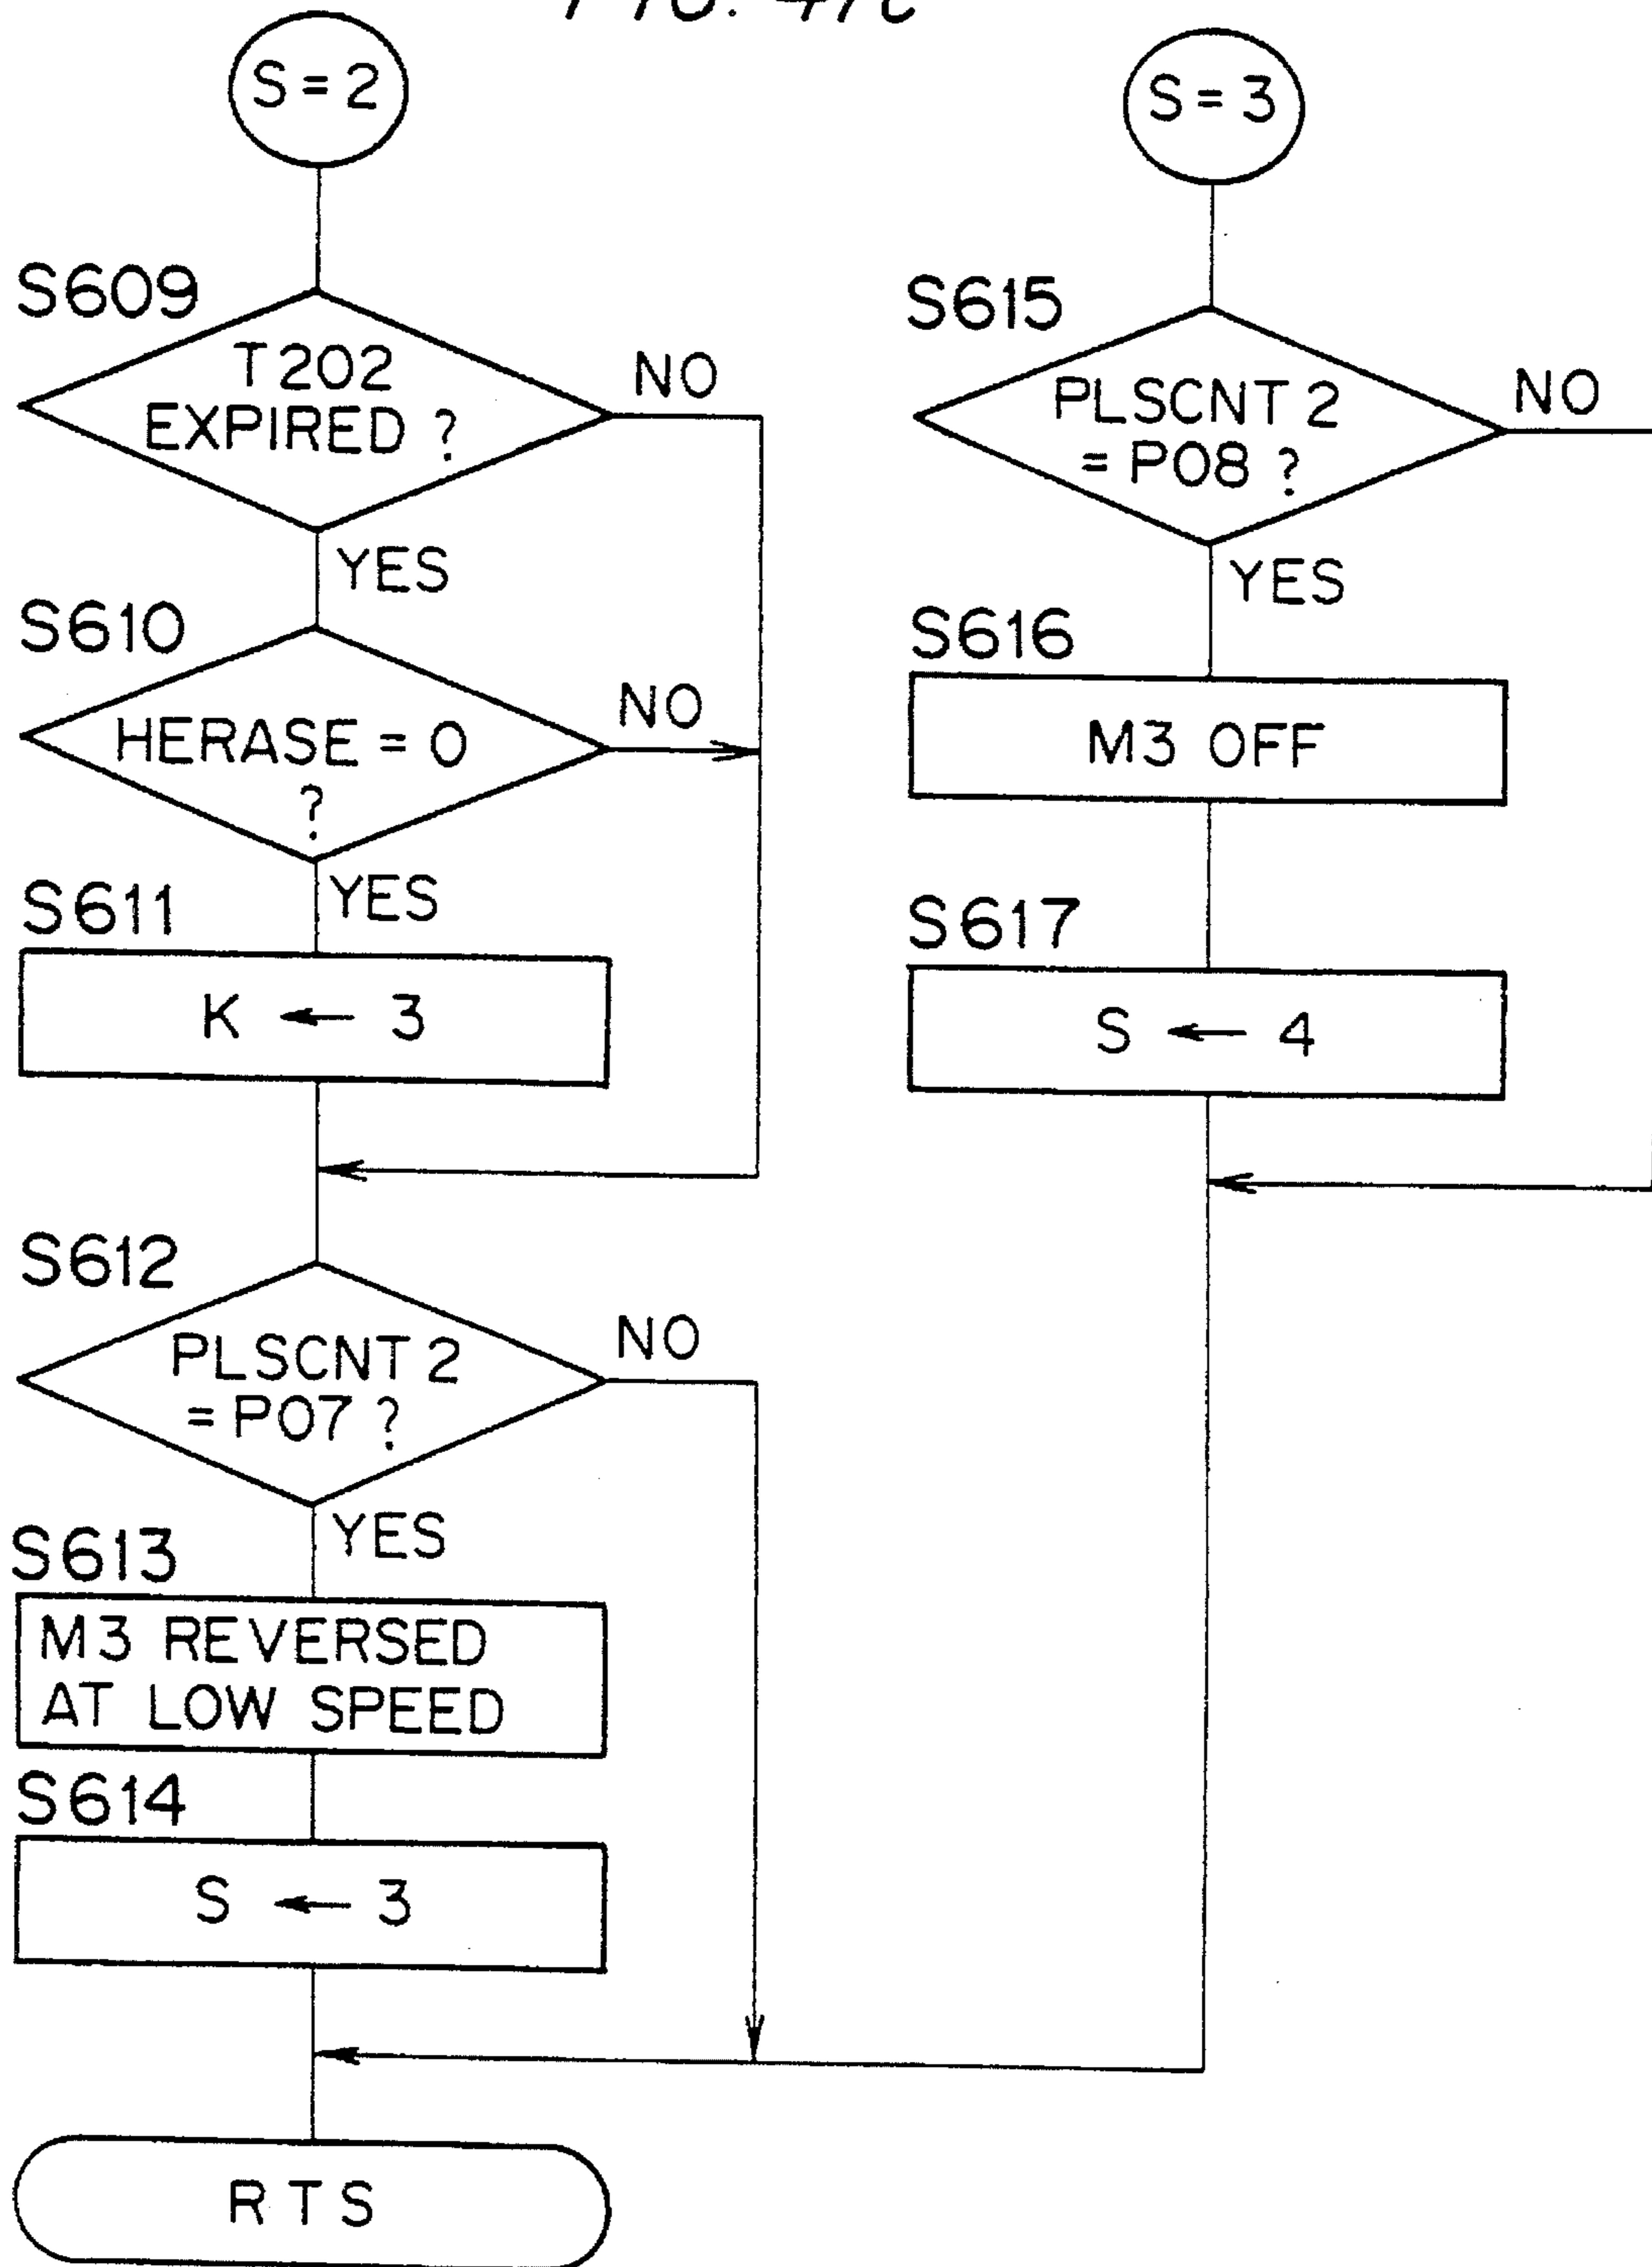 S=2
S609
T202
EXPIRED ?
NO
YES
S610
HERASE = 0
?
NO
YES
S611
K ← 3
S612
PLSCNT 2
= P07 ?
NO
YES
S613
M3 REVERSED
AT LOW SPEED
S614
S ← 3
RTS
S=3
S615
PLSCNT 2
= P08 ?
NO
YES
S616
M3 OFF
S617
S ← 4